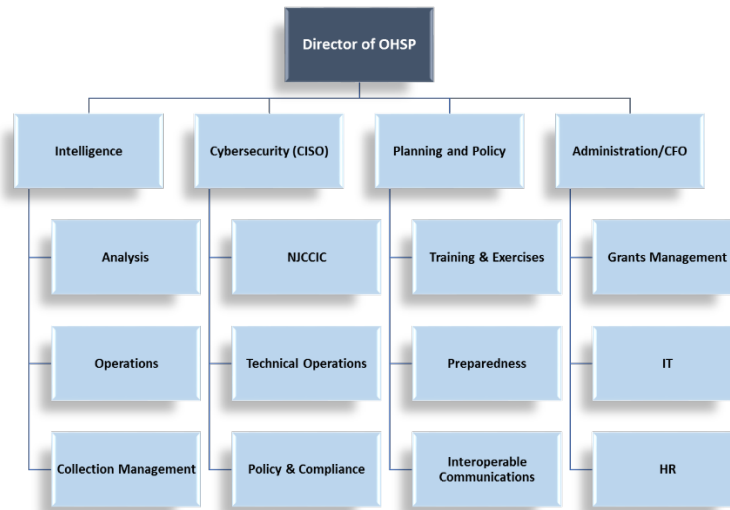 Director of OHSP
Intelligence
Cybersecurity (CISO)
Planning and Policy
Administration/CFO
Analysis
NJCCIC
Training & Exercises
Grants Management
Operations
Technical Operations
Preparedness
IT
Collection Management
Policy & Compliance
Interoperable
Communications
HR